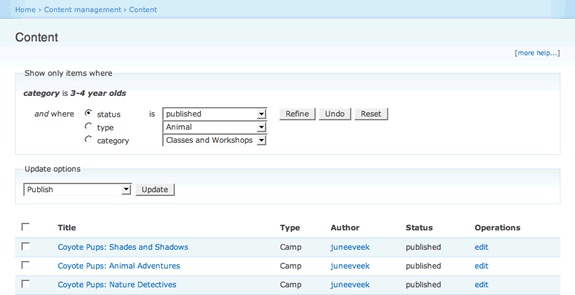 Home › Content management › Content
Content
[more help...]
Show only items where
category is 3-4 year olds
and where status is published Refine Undo Reset
type Animal
category Classes and Workshops
Update options
Publish Update
Title Type Author Status Operations
Coyote Pups: Shades and Shadows Camp juneeveek published edit
Coyote Pups: Animal Adventures Camp juneeveek published edit
Coyote Pups: Nature Detectives Camp juneeveek published edit